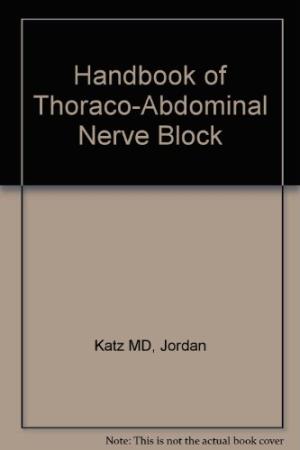 Handbook of
Thoraco-Abdominal
Nerve Block
Katz MD, Jordan
Note: This is not the actual book cover